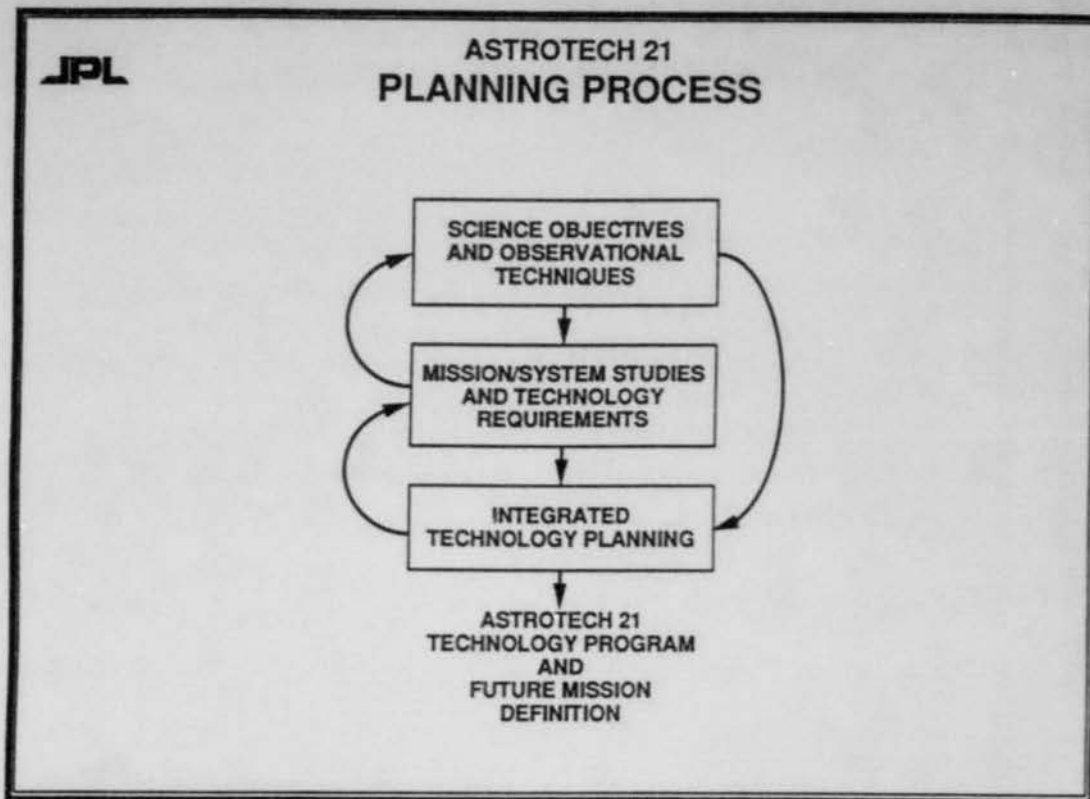 JPL
ASTROTECH 21
PLANNING PROCESS
SCIENCE OBJECTIVES
AND OBSERVATIONAL
TECHNIQUES
MISSION/SYSTEM STUDIES
AND TECHNOLOGY
REQUIREMENTS
INTEGRATED
TECHNOLOGY PLANNING
ASTROTECH 21
TECHNOLOGY PROGRAM
AND
FUTURE MISSION
DEFINITION